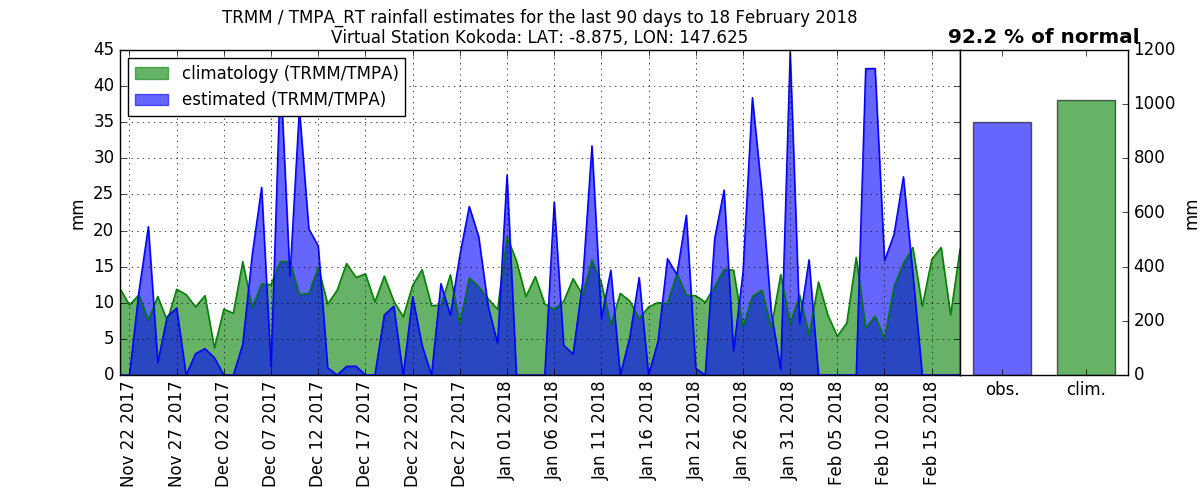 TRMM / TMPA_RT rainfall estimates for the last 90 days to 18 February 2018
Virtual Station Kokoda: LAT: -8.875, LON: 147.625
92.2 % of normal
climatology (TRMM/TMPA)
estimated (TRMM/TMPA)
mm
45
40
35
30
25
20
15
10
5
0
Nov 22 2017
Nov 27 2017
Dec 02 2017
Dec 07 2017
Dec 12 2017
Dec 17 2017
Dec 22 2017
Dec 27 2017
Jan 01 2018
Jan 06 2018
Jan 11 2018
Jan 16 2018
Jan 21 2018
Jan 26 2018
Jan 31 2018
Feb 05 2018
Feb 10 2018
Feb 15 2018
obs.
clim.
1200
1000
800
600
400
200
0
mm